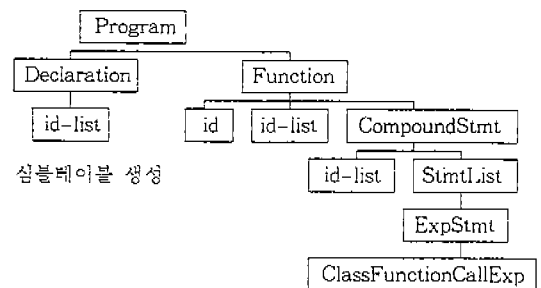 Program
Declaration
Function
id-list
id
id-list
CompoundStmt
심블테이블 생성
id-list
StmtList
ExpStmt
ClassFunctionCallExp